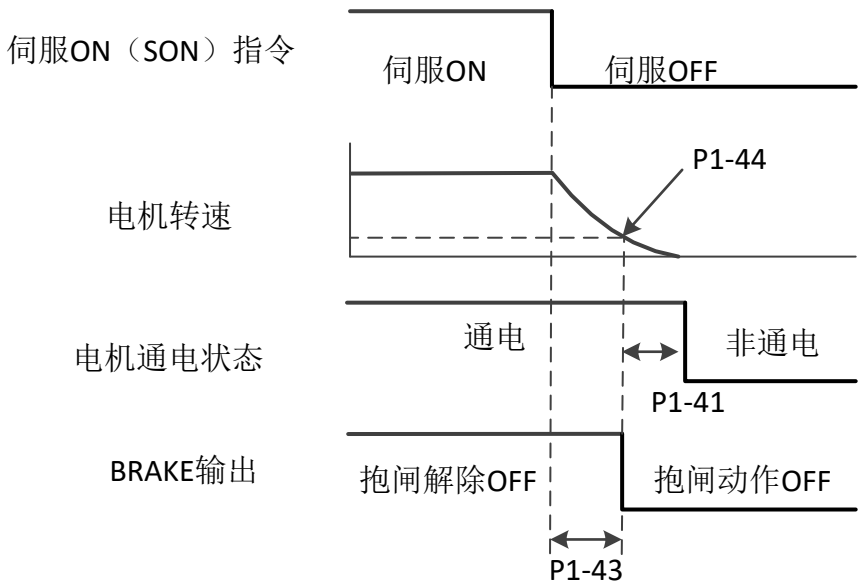 伺服ON（SON）指令
伺服ON
伺服OFF
P1-44
电机转速
通电
非通电
电机通电状态
P1-41
BRAKE输出
抱闸解除OFF
抱闸动作OFF
P1-43